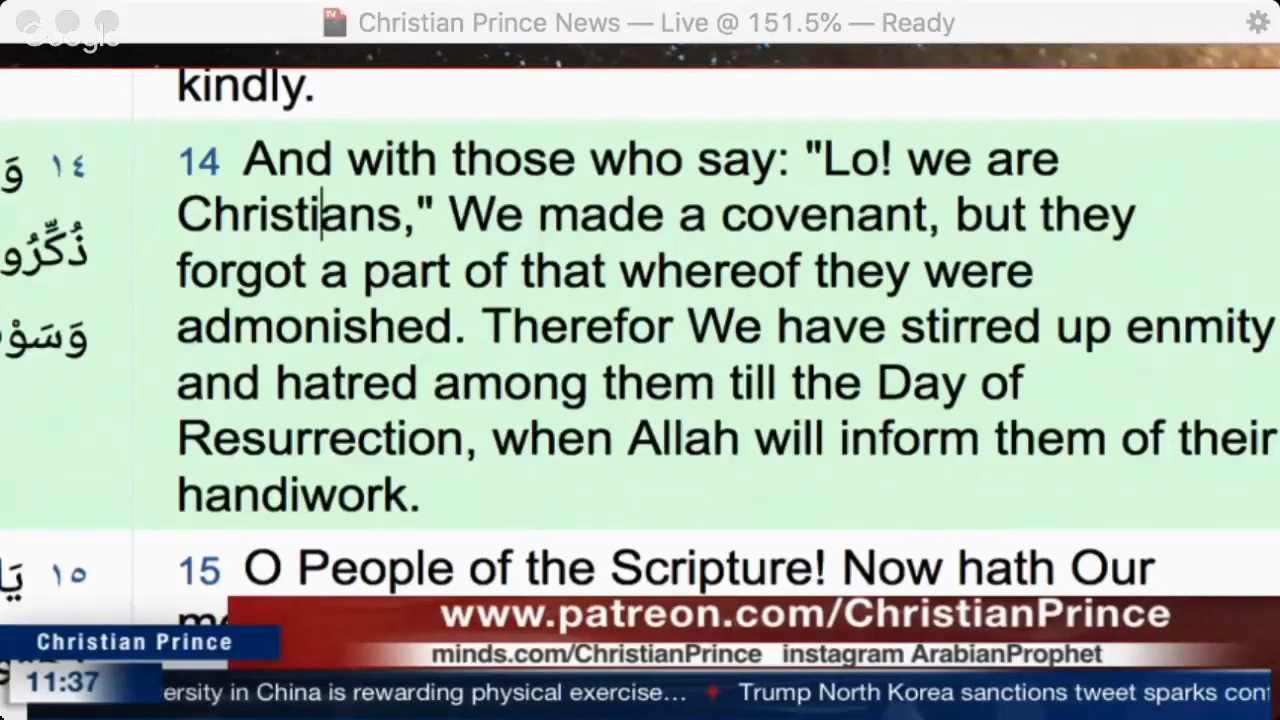 Christian Prince News — Live @ 151.5% — Ready
Google
kindly.
14 And with those who say: "Lo! we are
Christians," We made a covenant, but they
forgot a part of that whereof they were
admonished. Therefor We have stirred up enmity
and hatred among them till the Day of
Resurrection, when Allah will inform them of their
handiwork.
١٤
ذُكِّرُو
وَسَوْ
15 O People of the Scripture! Now hath Our
١٥
www.patreon.com/ChristianPrince
Christian Prince
minds.com/ChristianPrince instagram ArabianProphet
11:37
ersity in China is rewarding physical exercise... Trump North Korea sanctions tweet sparks con